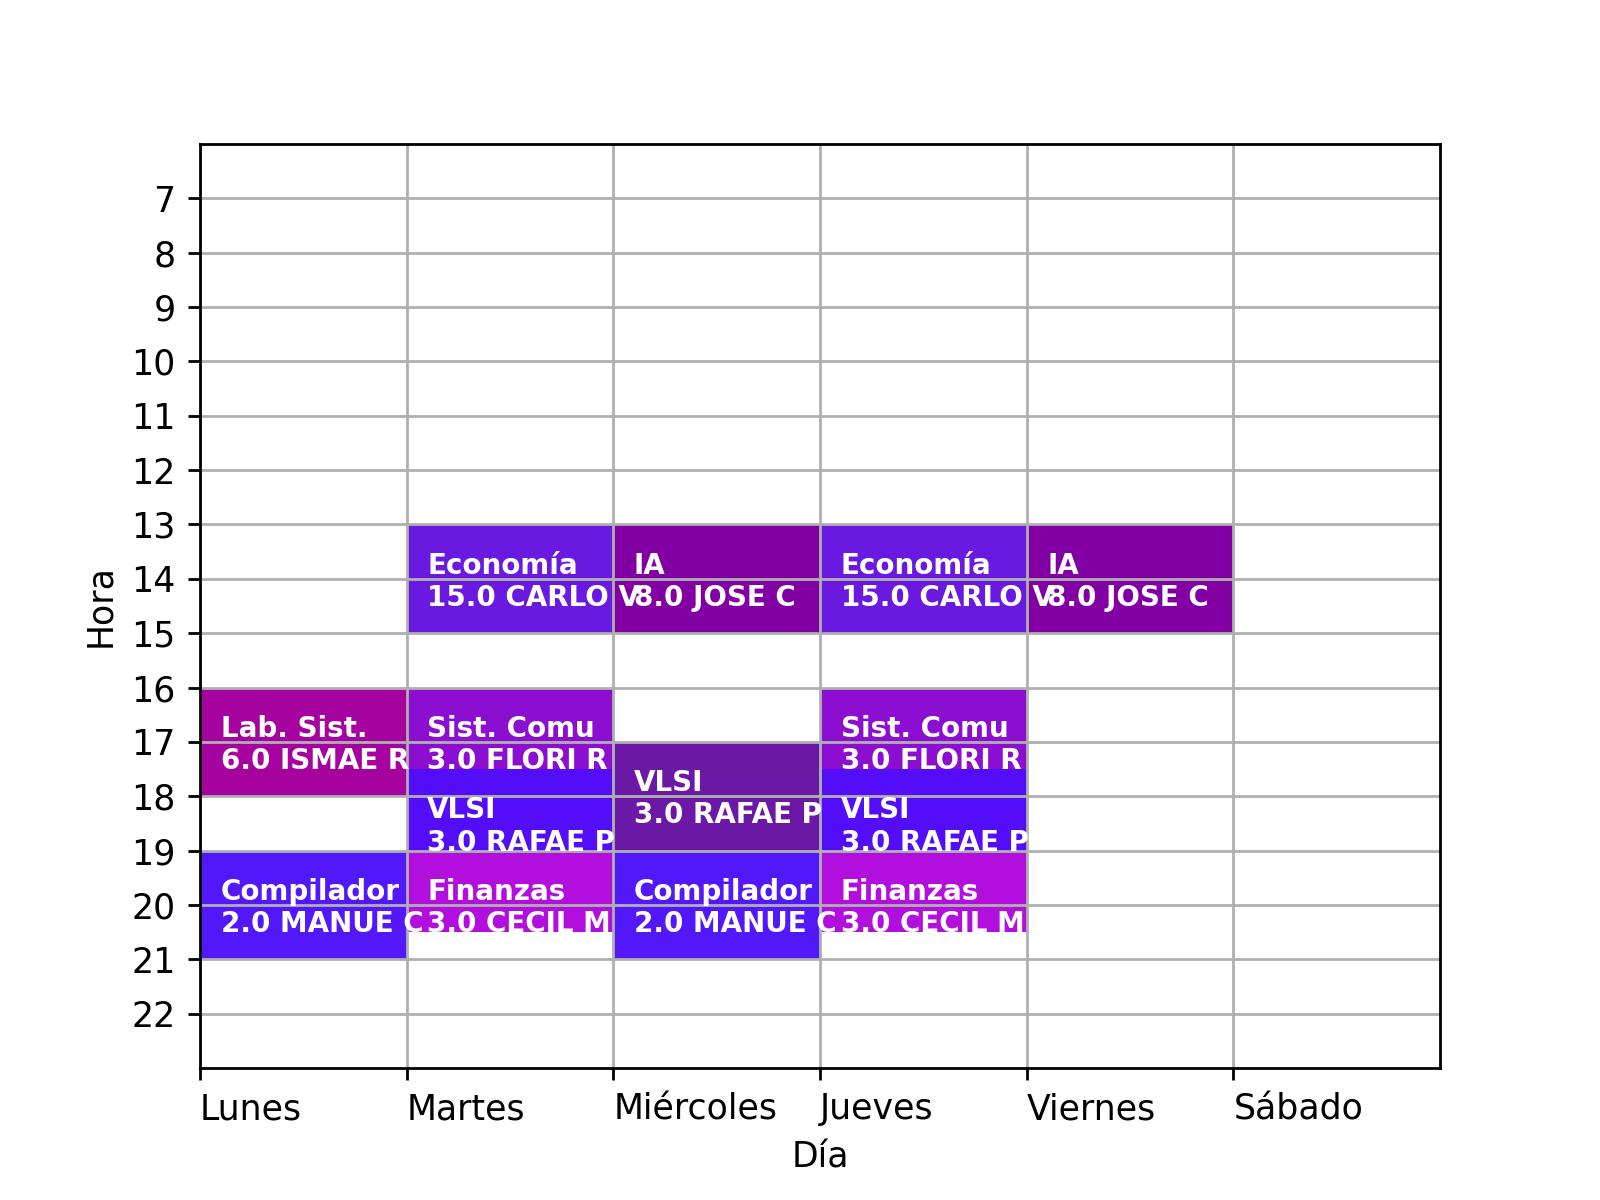 7
8
9
10
11
12
13
14
15
16
17
18
19
20
21
22
Hora
Economía
15.0 CARLO V
IA
8.0 JOSE C
Economía
15.0 CARLO V
IA
8.0 JOSE C
Lab. Sist.
6.0 ISMAE R
Sist. Comu
3.0 FLORI R
Sist. Comu
3.0 FLORI R
VLSI
3.0 RAFAE P
VLSI
3.0 RAFAE P
VLSI
3.0 RAFAE P
Compilador
2.0 MANUE C
Finanzas
3.0 CECIL M
Compilador
2.0 MANUE C
Finanzas
3.0 CECIL M
Lunes Martes Miércoles Jueves Viernes Sábado
Día